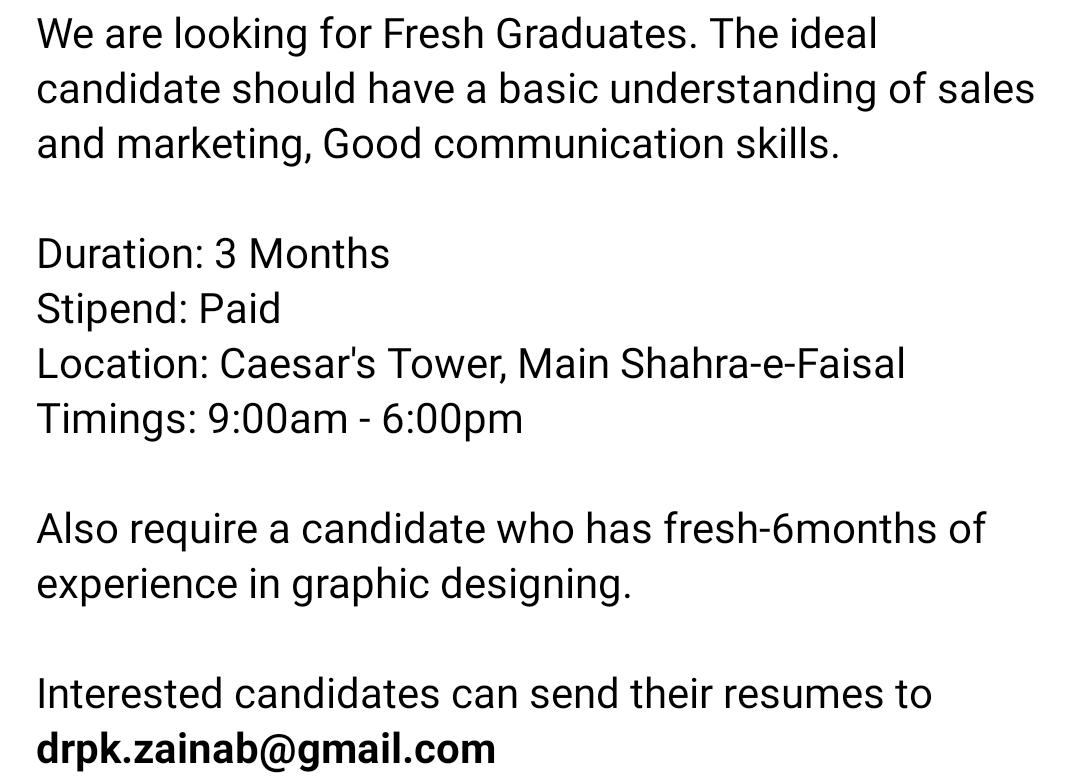 We are looking for Fresh Graduates. The ideal
candidate should have a basic understanding of sales
and marketing, Good communication skills.
Duration: 3 Months
Stipend: Paid
Location: Caesar's Tower, Main Shahra-e-Faisal
Timings: 9:00am - 6:00pm
Also require a candidate who has fresh-6months of
experience in graphic designing.
Interested candidates can send their resumes to
drpk.zainab@gmail.com